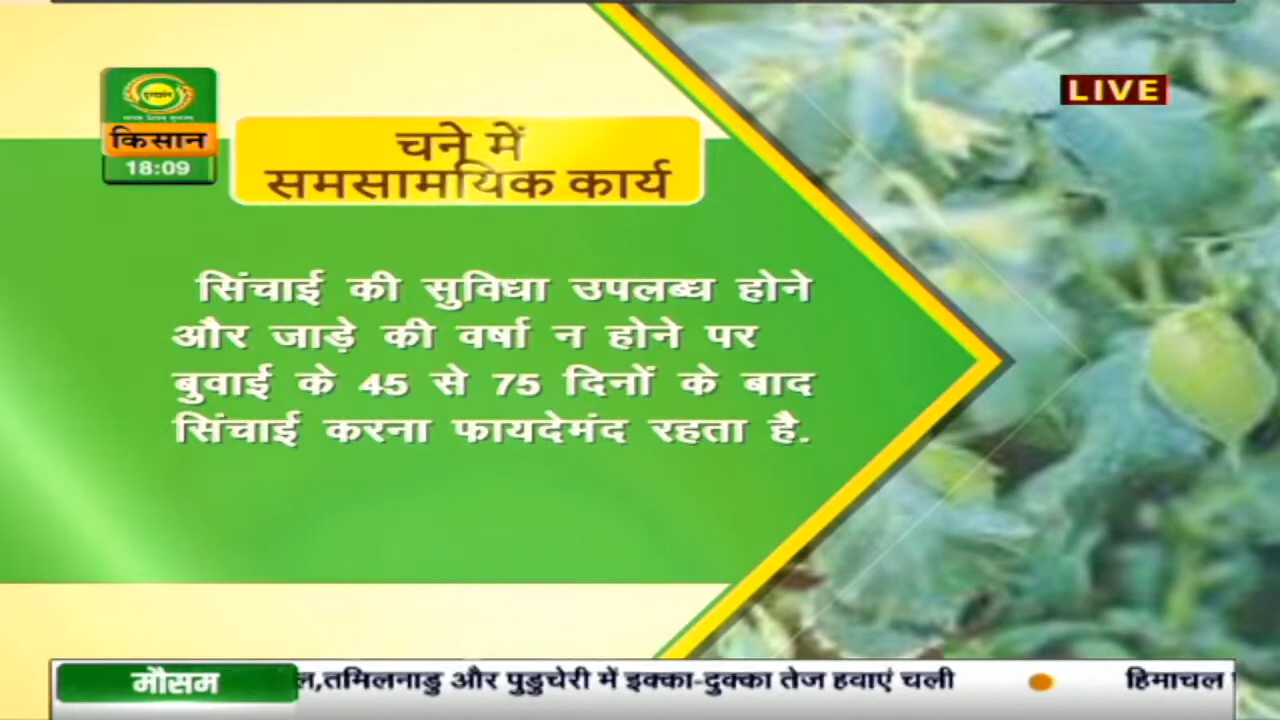 LIVE
किसान
18:09
चने में
समसामयिक कार्य
सिंचाई की सुविधा उपलब्ध होने
और जाड़े की वर्षा न होने पर
बुवाई के 45 से 75 दिनों के बाद
सिंचाई करना फायदेमंद रहता है.
मौसम
ल,तमिलनाडु और पुडुचेरी में इक्का-दुक्का तेज हवाएं चली
हिमाचल